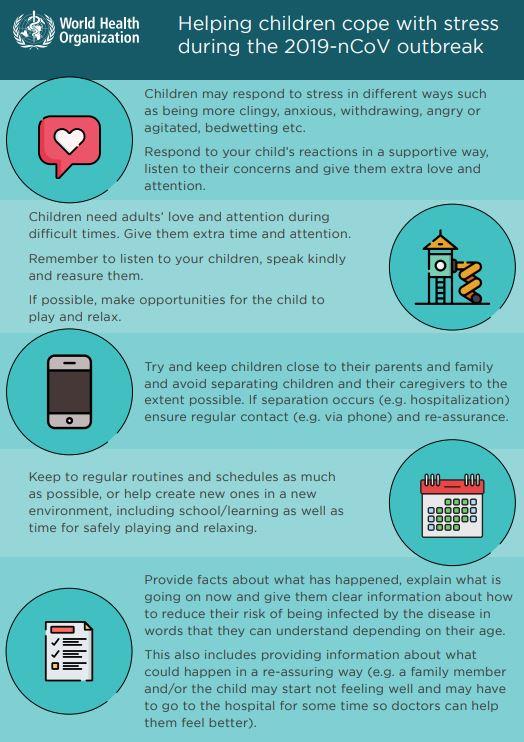 World Health
Organization
Helping children cope with stress
during the 2019-nCoV outbreak
Children may respond to stress in different ways such
as being more clingy, anxious, withdrawing, angry or
agitated, bedwetting etc.
Respond to your child's reactions in a supportive way,
listen to their concerns and give them extra love and
attention.
Children need adults' love and attention during
difficult times. Give them extra time and attention.
Remember to listen to your children, speak kindly
and reasure them.
If possible, make opportunities for the child to
play and relax.
Try and keep children close to their parents and family
and avoid separating children and their caregivers to the
extent possible. If separation occurs (e.g. hospitalization)
ensure regular contact (e.g. via phone) and re-assurance.
Keep to regular routines and schedules as much
as possible, or help create new ones in a new
environment, including school/learning as well as
time for safely playing and relaxing.
Provide facts about what has happened, explain what is
going on now and give them clear information about how
to reduce their risk of being infected by the disease in
words that they can understand depending on their age.
This also includes providing information about what
could happen in a re-assuring way (e.g. a family member
and/or the child may start not feeling well and may have
to go to the hospital for some time so doctors can help
them feel better).